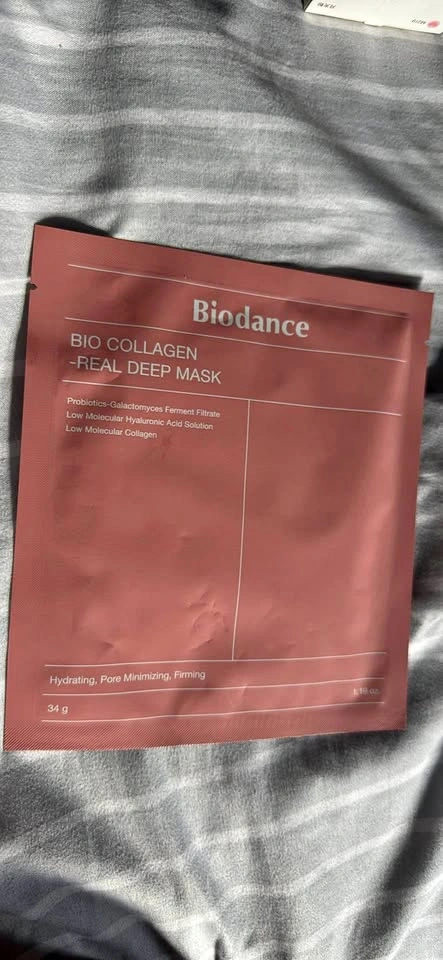 Biodance
BIO COLLAGEN
-REAL DEEP MASK
Probiotics-Galactomyces Ferment Filtrate
Low Molecular Hyaluronic Acid Solution
Low Molecular Collagen
Hydrating, Pore Minimizing, Firming
34 g
1.19 oz.